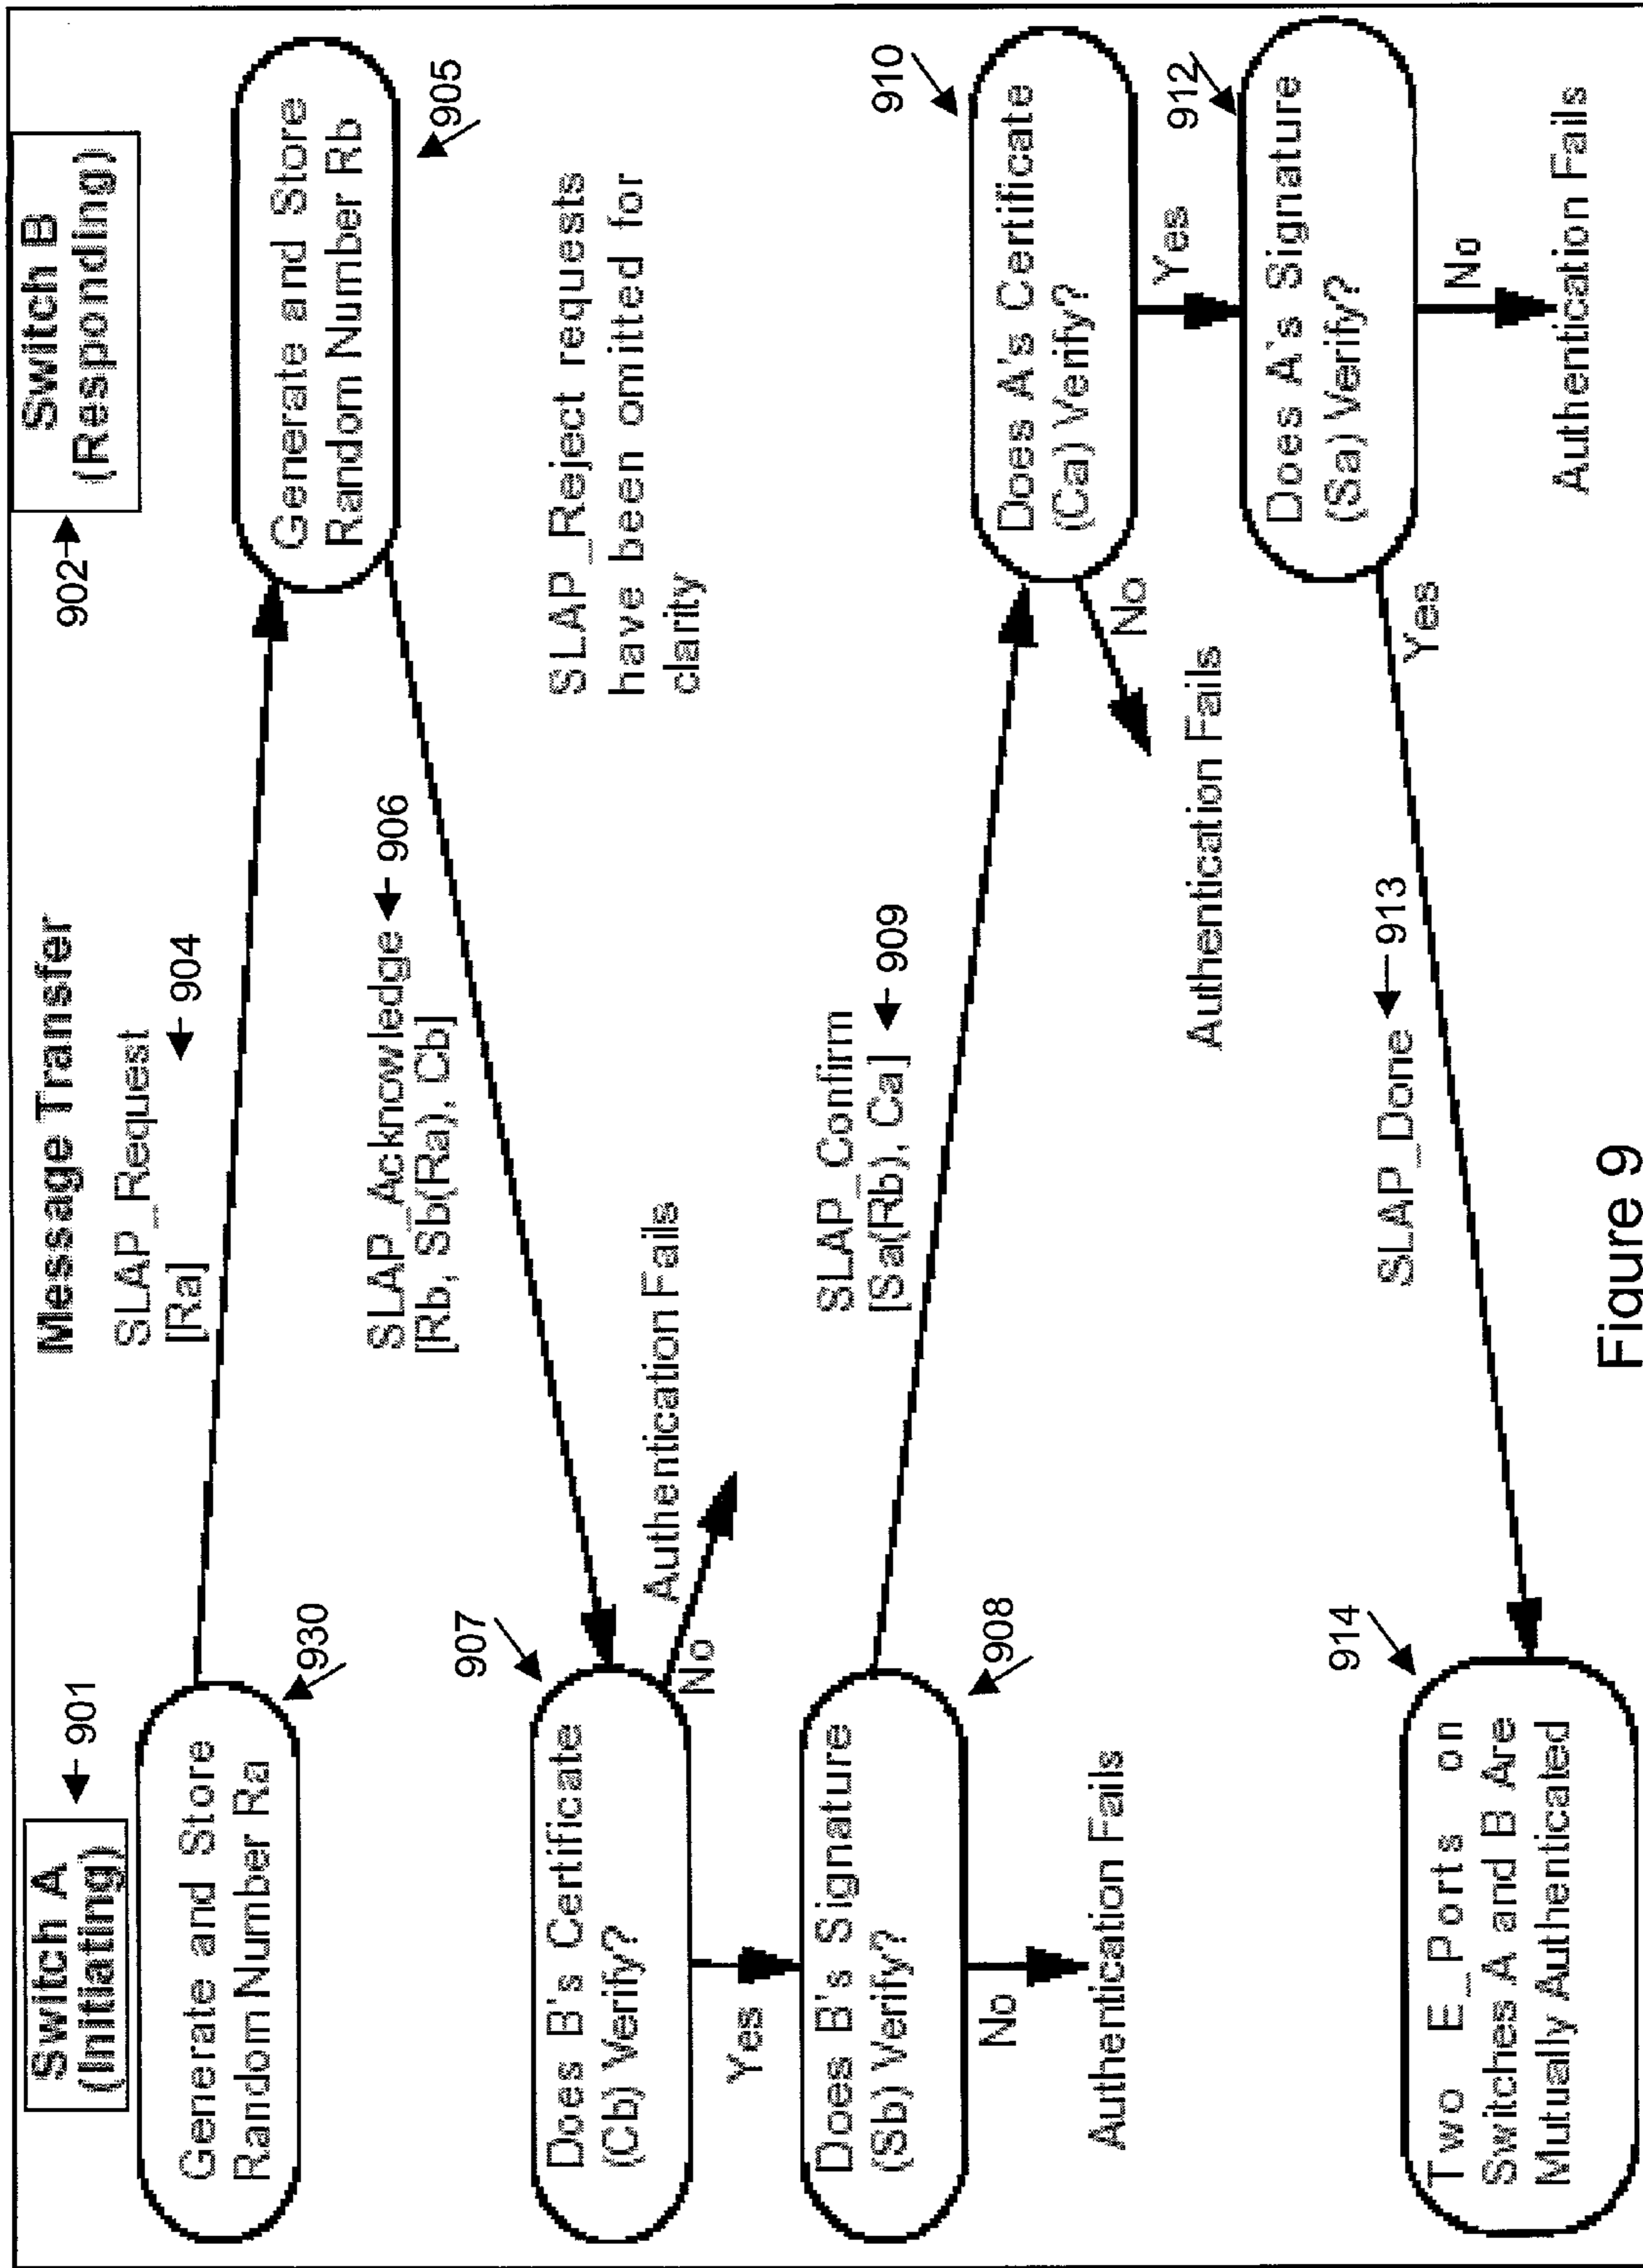 Switch A
(Initiating)
901
Message Transfer
902
Switch B
(Responding)
Generate and Store
Random Number Ra
930
SLAP_Request
[Ra]
904
Generate and Store
Random Number Rb
905
SLAP_Acknowledge
[Rb, Sb(Ra), Cb]
906
SLAP_Reject requests
have been omitted for
clarity
907
Does B's Certificate
(Cb) Verify?
No
Authentication Fails
Yes
Does B's Signature
(Sb) Verify?
908
No
Authentication Fails
SLAP_Confirm
[Sa(Rb), Ca]
909
910
Does A's Certificate
(Ca) Verify?
No
Authentication Fails
Yes
912
Does A's Signature
(Sa) Verify?
Yes
No
Authentication Fails
SLAP_Done
913
914
Two E_Ports on
Switches A and B Are
Mutually Authenticated
Figure 9